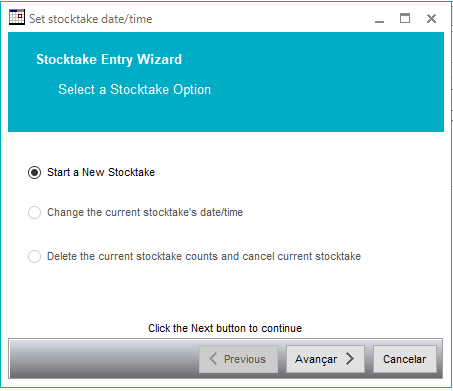 Set stocktake date/time
Stocktake Entry Wizard
Select a Stocktake Option
Start a New Stocktake
Change the current stocktake's date/time
Delete the current stocktake counts and cancel current stocktake
Click the Next button to continue
Previous Avançar Cancelar